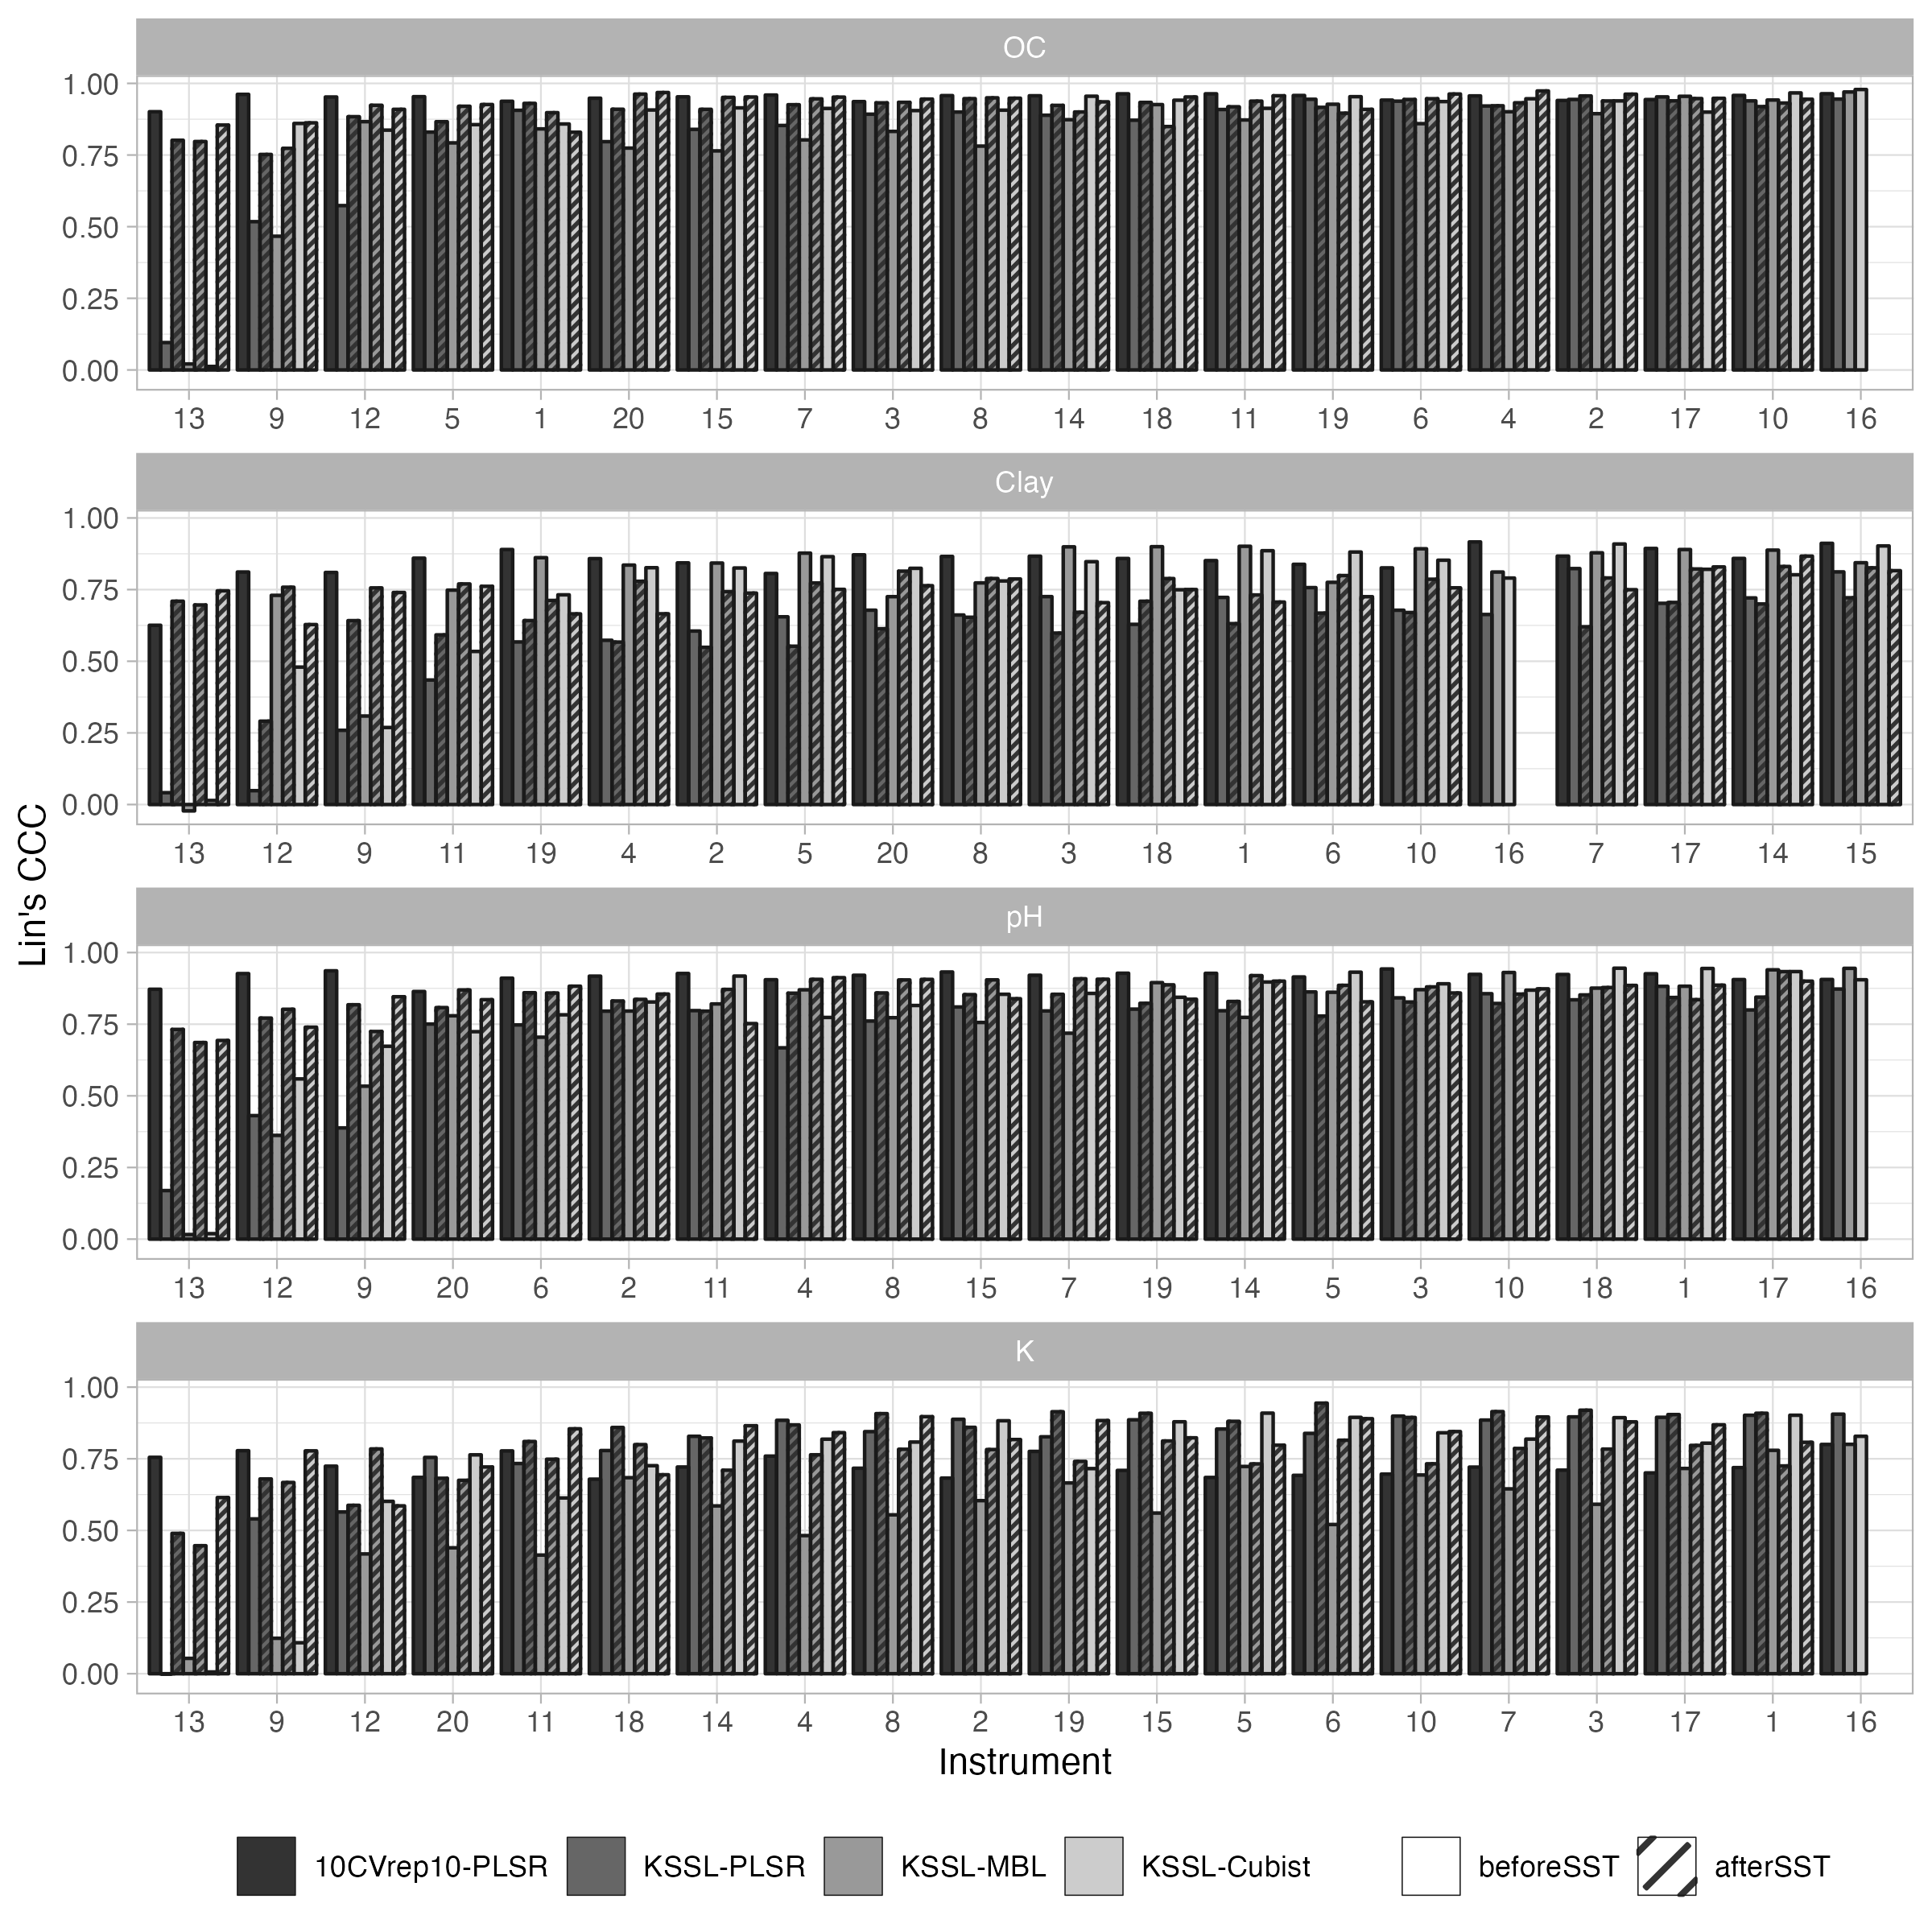 OC
1.00
0.75
0.50
0.25
0.00
13 9 12 5 1 20 15 7 3 8 14 18 11 19 6 4 2 17 10 16
Clay
1.00
0.75
0.50
0.25
0.00
13 12 9 11 19 4 2 5 20 8 3 18 1 6 10 16 7 17 14 15
Lin's CCC
pH
1.00
0.75
0.50
0.25
0.00
13 12 9 20 6 2 11 4 8 15 7 19 14 5 3 10 18 1 17 16
K
1.00
0.75
0.50
0.25
0.00
13 9 12 20 11 18 14 4 8 2 19 15 5 6 10 7 3 17 1 16
Instrument
10CVrep10-PLSR KSSL-PLSR KSSL-MBL KSSL-Cubist beforeSST afterSST